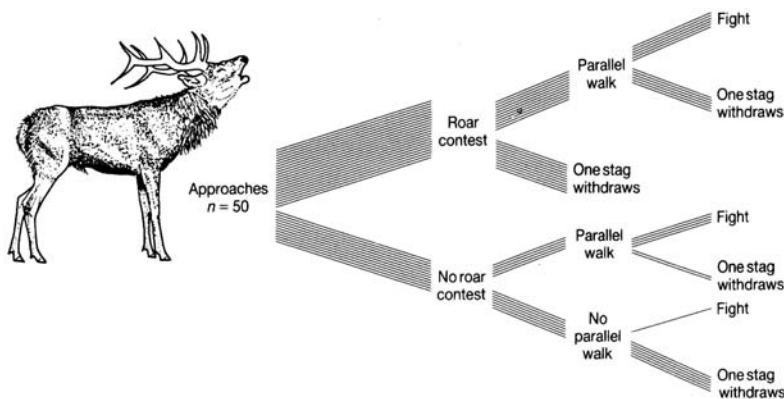 Approaches
n = 50
Roar
contest
No roar
contest
Parallel
walk
One stag
withdraws
Parallel
walk
No
parallel
walk
Fight
One stag
withdraws
Fight
One stag
withdraws
Fight
One stag
withdraws